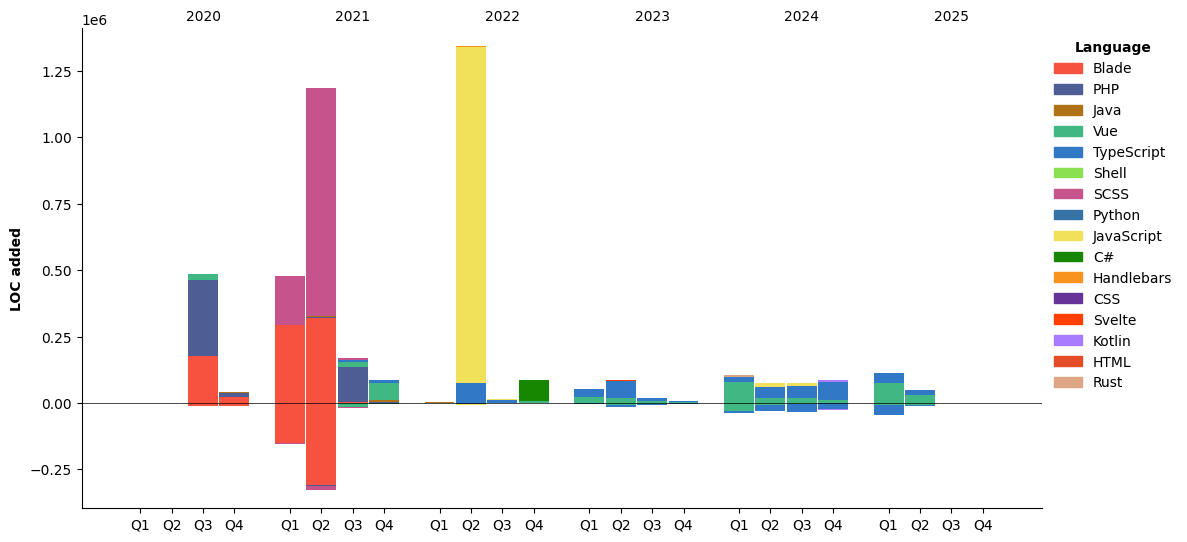 1e6
2020 2021 2022 2023 2024 2025
LOC added
1.25
1.00
0.75
0.50
0.25
0.00
−0.25
Q1 Q2 Q3 Q4 Q1 Q2 Q3 Q4 Q1 Q2 Q3 Q4 Q1 Q2 Q3 Q4 Q1 Q2 Q3 Q4 Q1 Q2 Q3 Q4
Language
Blade
PHP
Java
Vue
TypeScript
Shell
SCSS
Python
JavaScript
C#
Handlebars
CSS
Svelte
Kotlin
HTML
Rust